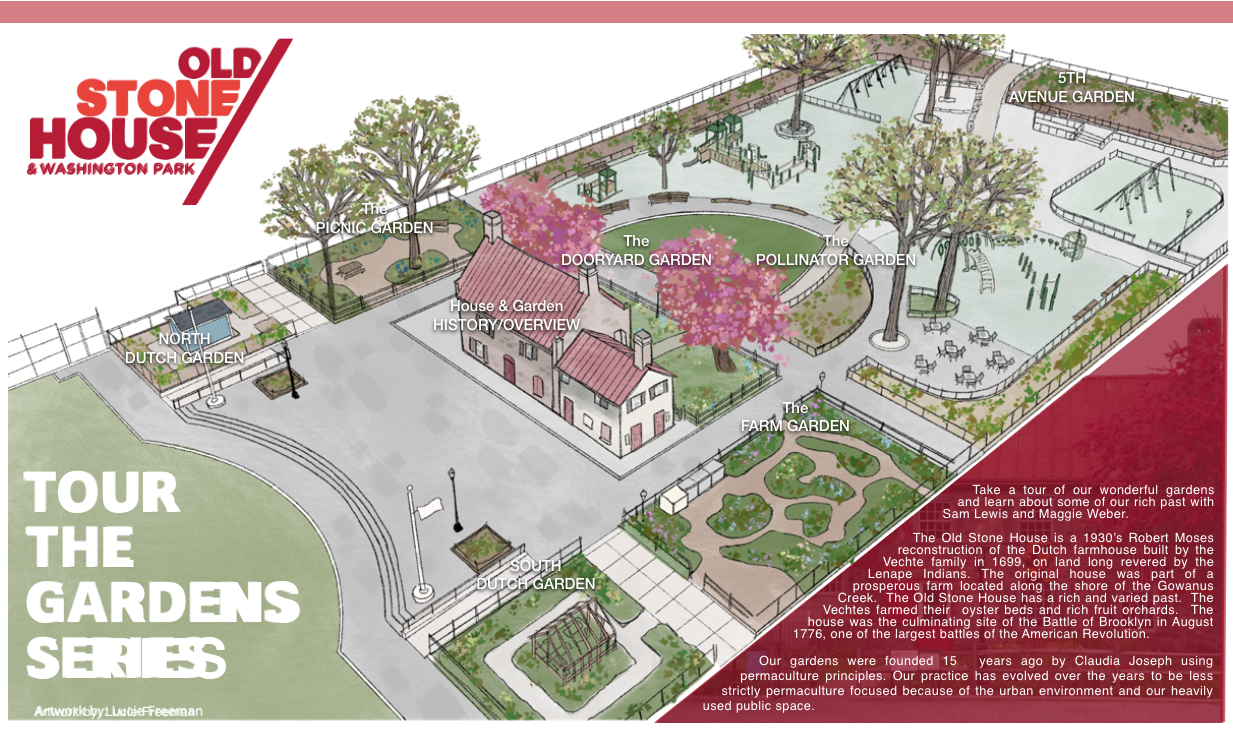 OLD
STONE
HOUSE
& WASHINGTON PARK
5TH
AVENUE GARDEN
The
PICNIC GARDEN
The
DOORYARD GARDEN
The
POLLINATOR GARDEN
House & Garden
HISTORY/OVERVIEW
NORTH
DUTCH GARDEN
The
FARM GARDEN
SOUTH
DUTCH GARDEN
TOUR
THE
GARDENS
SERIES
Artwork by Lucie Freeman
Take a tour of our wonderful gardens
and learn about some of our rich past with
Sam Lewis and Maggie Weber.
The Old Stone House is a 1930's Robert Moses
reconstruction of the Dutch farmhouse built by the
Vechte family in 1699, on land long revered by the
Lenape Indians. The original house was part of a
prosperous farm located along the shore of the Gowanus
Creek. The Old Stone House has a rich and varied past. The
Vechtes farmed their oyster beds and rich fruit orchards. The
house was the culminating site of the Battle of Brooklyn in August
1776, one of the largest battles of the American Revolution.
Our gardens were founded 15 years ago by Claudia Joseph using
permaculture principles. Our practice has evolved over the years to be less
strictly permaculture focused because of the urban environment and our heavily
used public space.